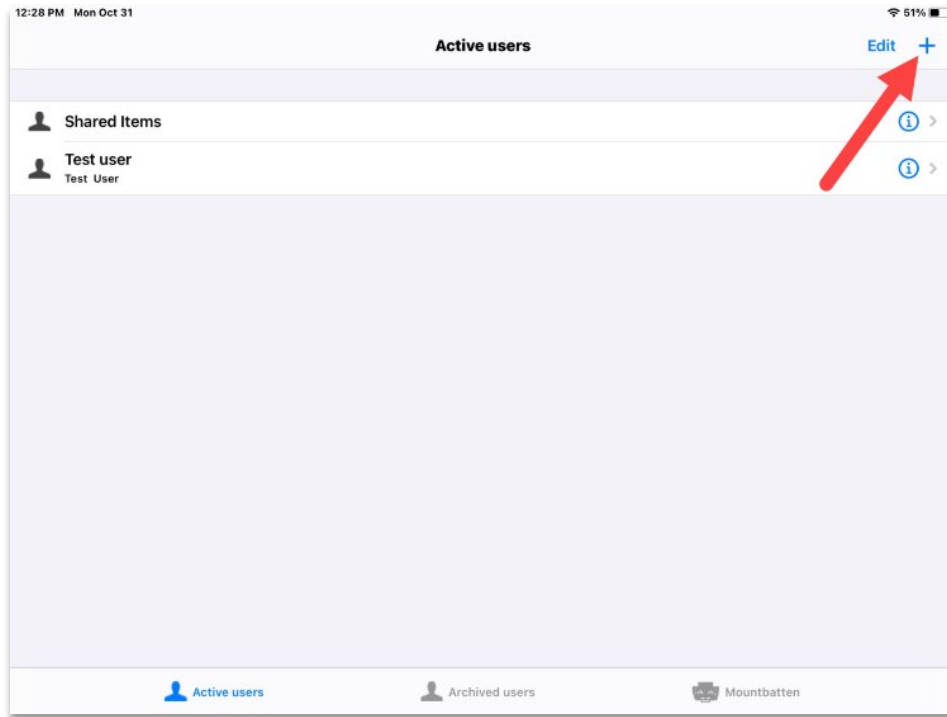 12:28 PM Mon Oct 31 51%
Active users Edit +
Shared Items
Test user
Test User
Active users Archived users Mountbatten